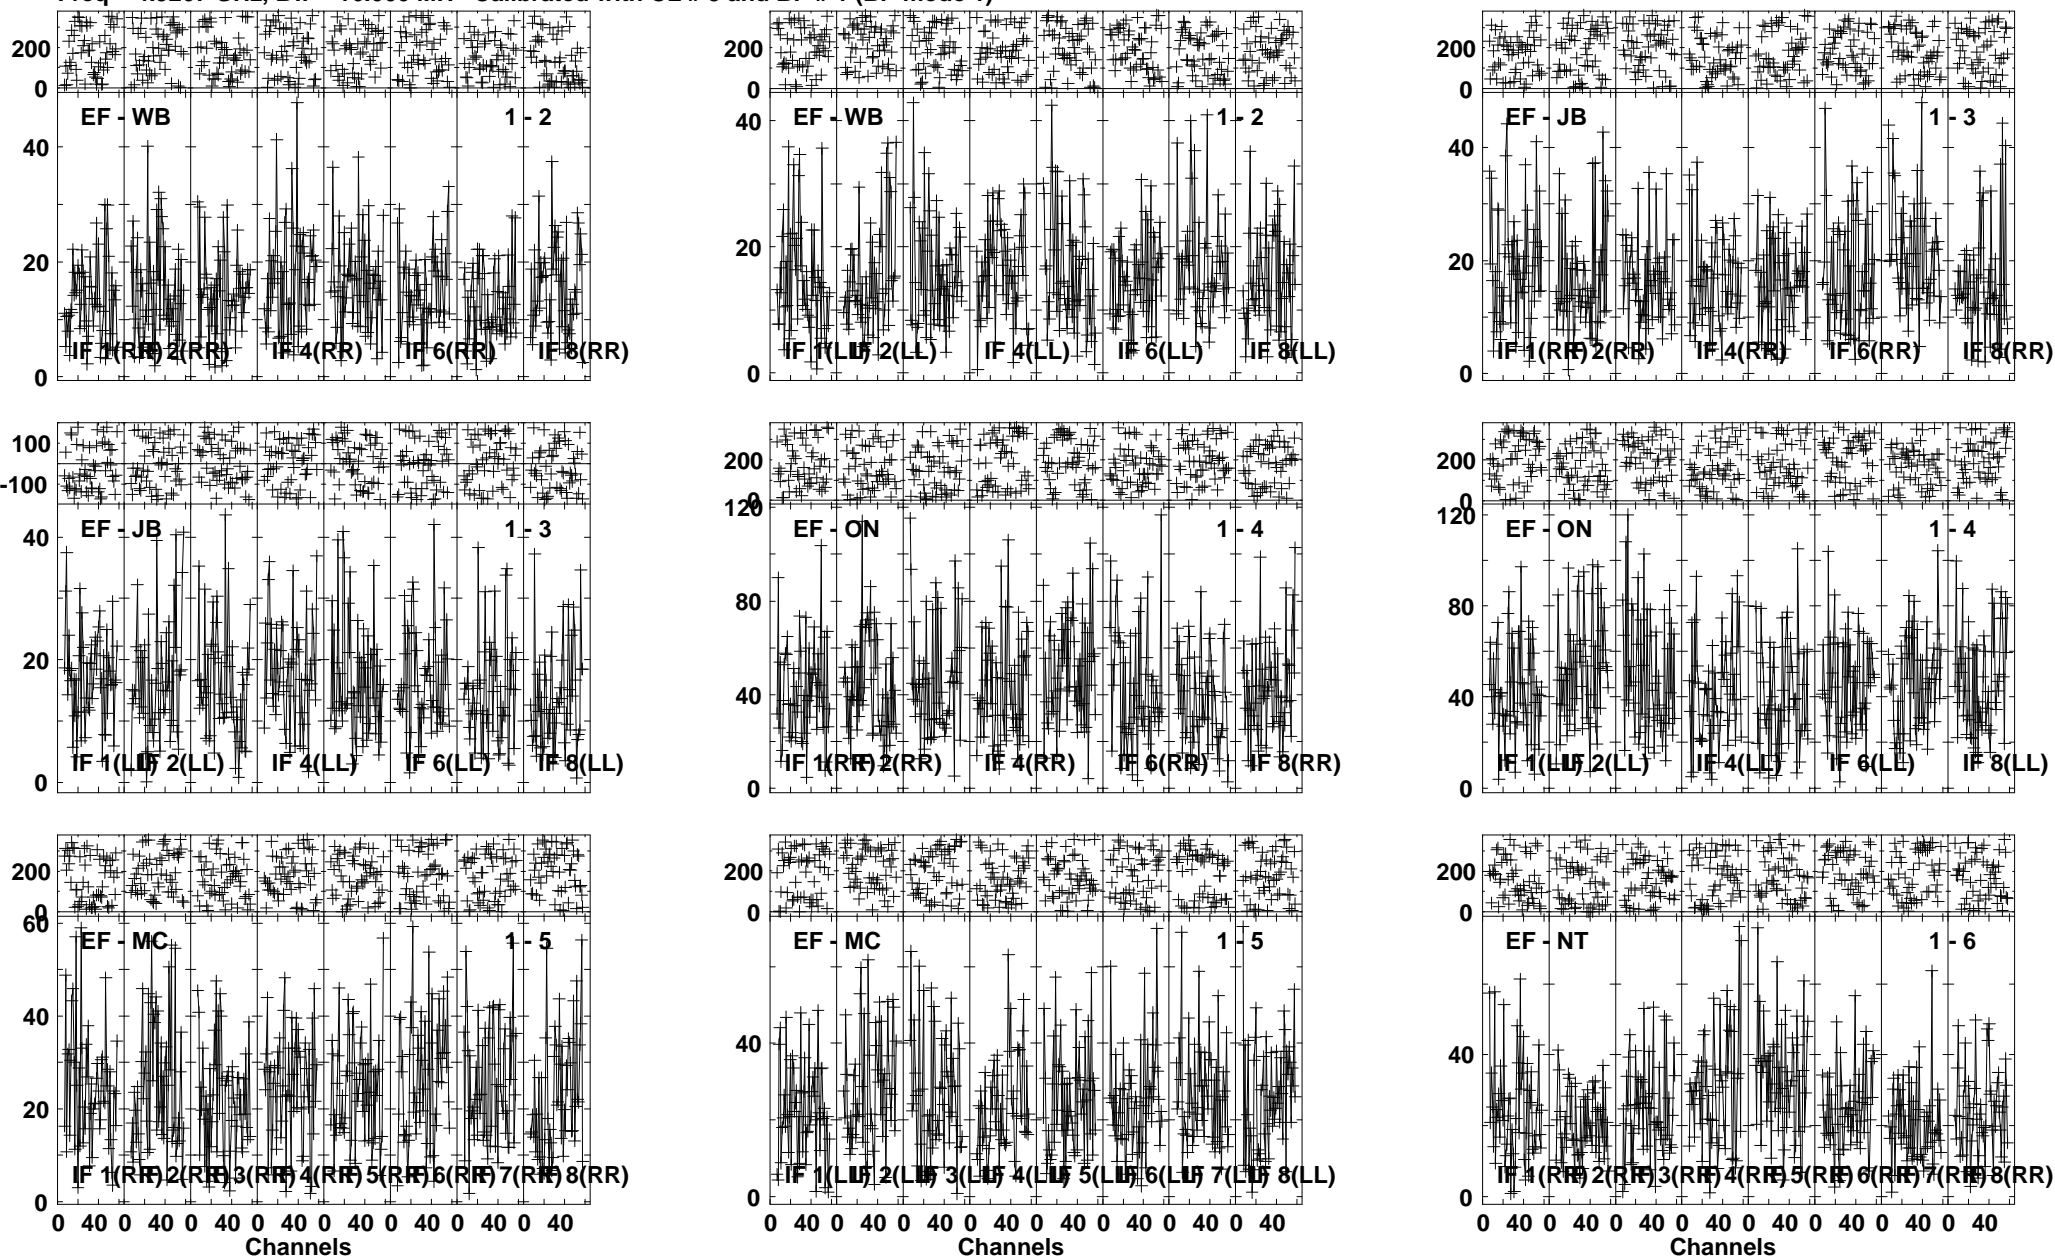 200 200 200
0 0 0
EF - WB 1 - 2 EF - WB 1 - 2 EF - JB 1 - 3
40 40 40
20 20 20
IF 1(RR) IF 2(RR) IF 4(RR) IF 6(RR) IF 8(RR) IF 1(LL) IF 2(LL) IF 4(LL) IF 6(LL) IF 8(LL) IF 1(RR) IF 2(RR) IF 4(RR) IF 6(RR) IF 8(RR)
0 0 0
100 200 200
-100 0 0
120 120
EF - JB 1 - 3 EF - ON 1 - 4 EF - ON 1 - 4
40 80 80
20 40 40
IF 1(LL) IF 2(LL) IF 4(LL) IF 6(LL) IF 8(LL) IF 1(RR) IF 2(RR) IF 4(RR) IF 6(RR) IF 8(RR) IF 1(LL) IF 2(LL) IF 4(LL) IF 6(LL) IF 8(LL)
0 0 0
200 200 200
0 0 0
60
EF - MC 1 - 5 EF - MC 1 - 5 EF - NT 1 - 6
40 40 40
20
IF 1(RR) IF 2(RR) IF 3(RR) IF 4(RR) IF 5(RR) IF 6(RR) IF 7(RR) IF 8(RR) IF 1(LL) IF 2(LL) IF 3(LL) IF 4(LL) IF 5(LL) IF 6(LL) IF 7(LL) IF 8(LL) IF 1(RR) IF 2(RR) IF 3(RR) IF 4(RR) IF 5(RR) IF 6(RR) IF 7(RR) IF 8(RR)
0 0 0
0 40 0 40 0 40 0 40 0 40 0 40 0 40 0 40 0 40 0 40 0 40 0 40 0 40 0 40 0 40 0 40 0 40 0 40 0 40 0 40 0 40 0 40 0 40 0 40
Channels Channels Channels